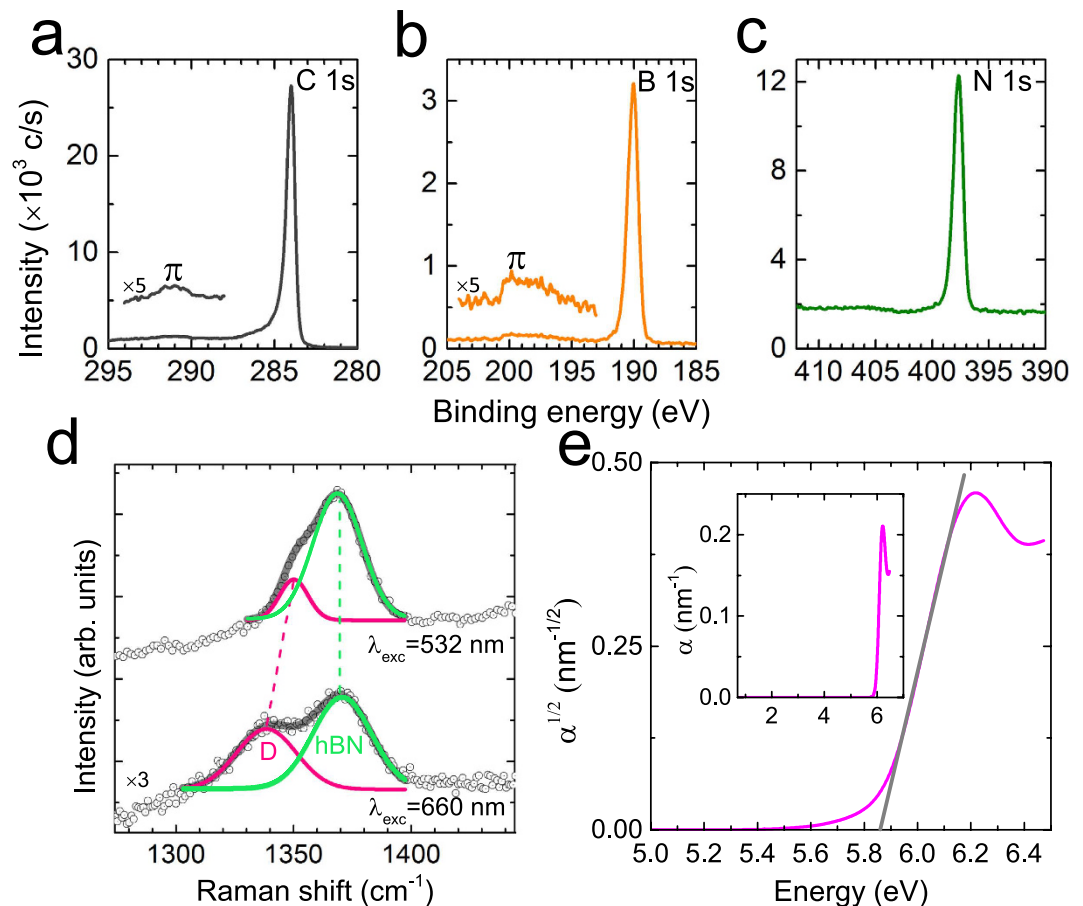 a
b
c
C 1s
B 1s
N 1s
Intensity (×10³ c/s)
30
20
10
0
3
2
1
0
12
8
4
0
×5
π
×5
π
295 290 285 280
205 200 195 190 185
410 405 400 395 390
Binding energy (eV)
d
e
Intensity (arb. units)
λexc=532 nm
D
hBN
×3
λexc=660 nm
1300 1350 1400
Raman shift (cm⁻¹)
α¹ᐟ² (nm⁻¹ᐟ²)
0.50
0.25
0.00
α (nm⁻¹)
0.2
0.1
0.0
2 4 6
5.0 5.2 5.4 5.6 5.8 6.0 6.2 6.4
Energy (eV)